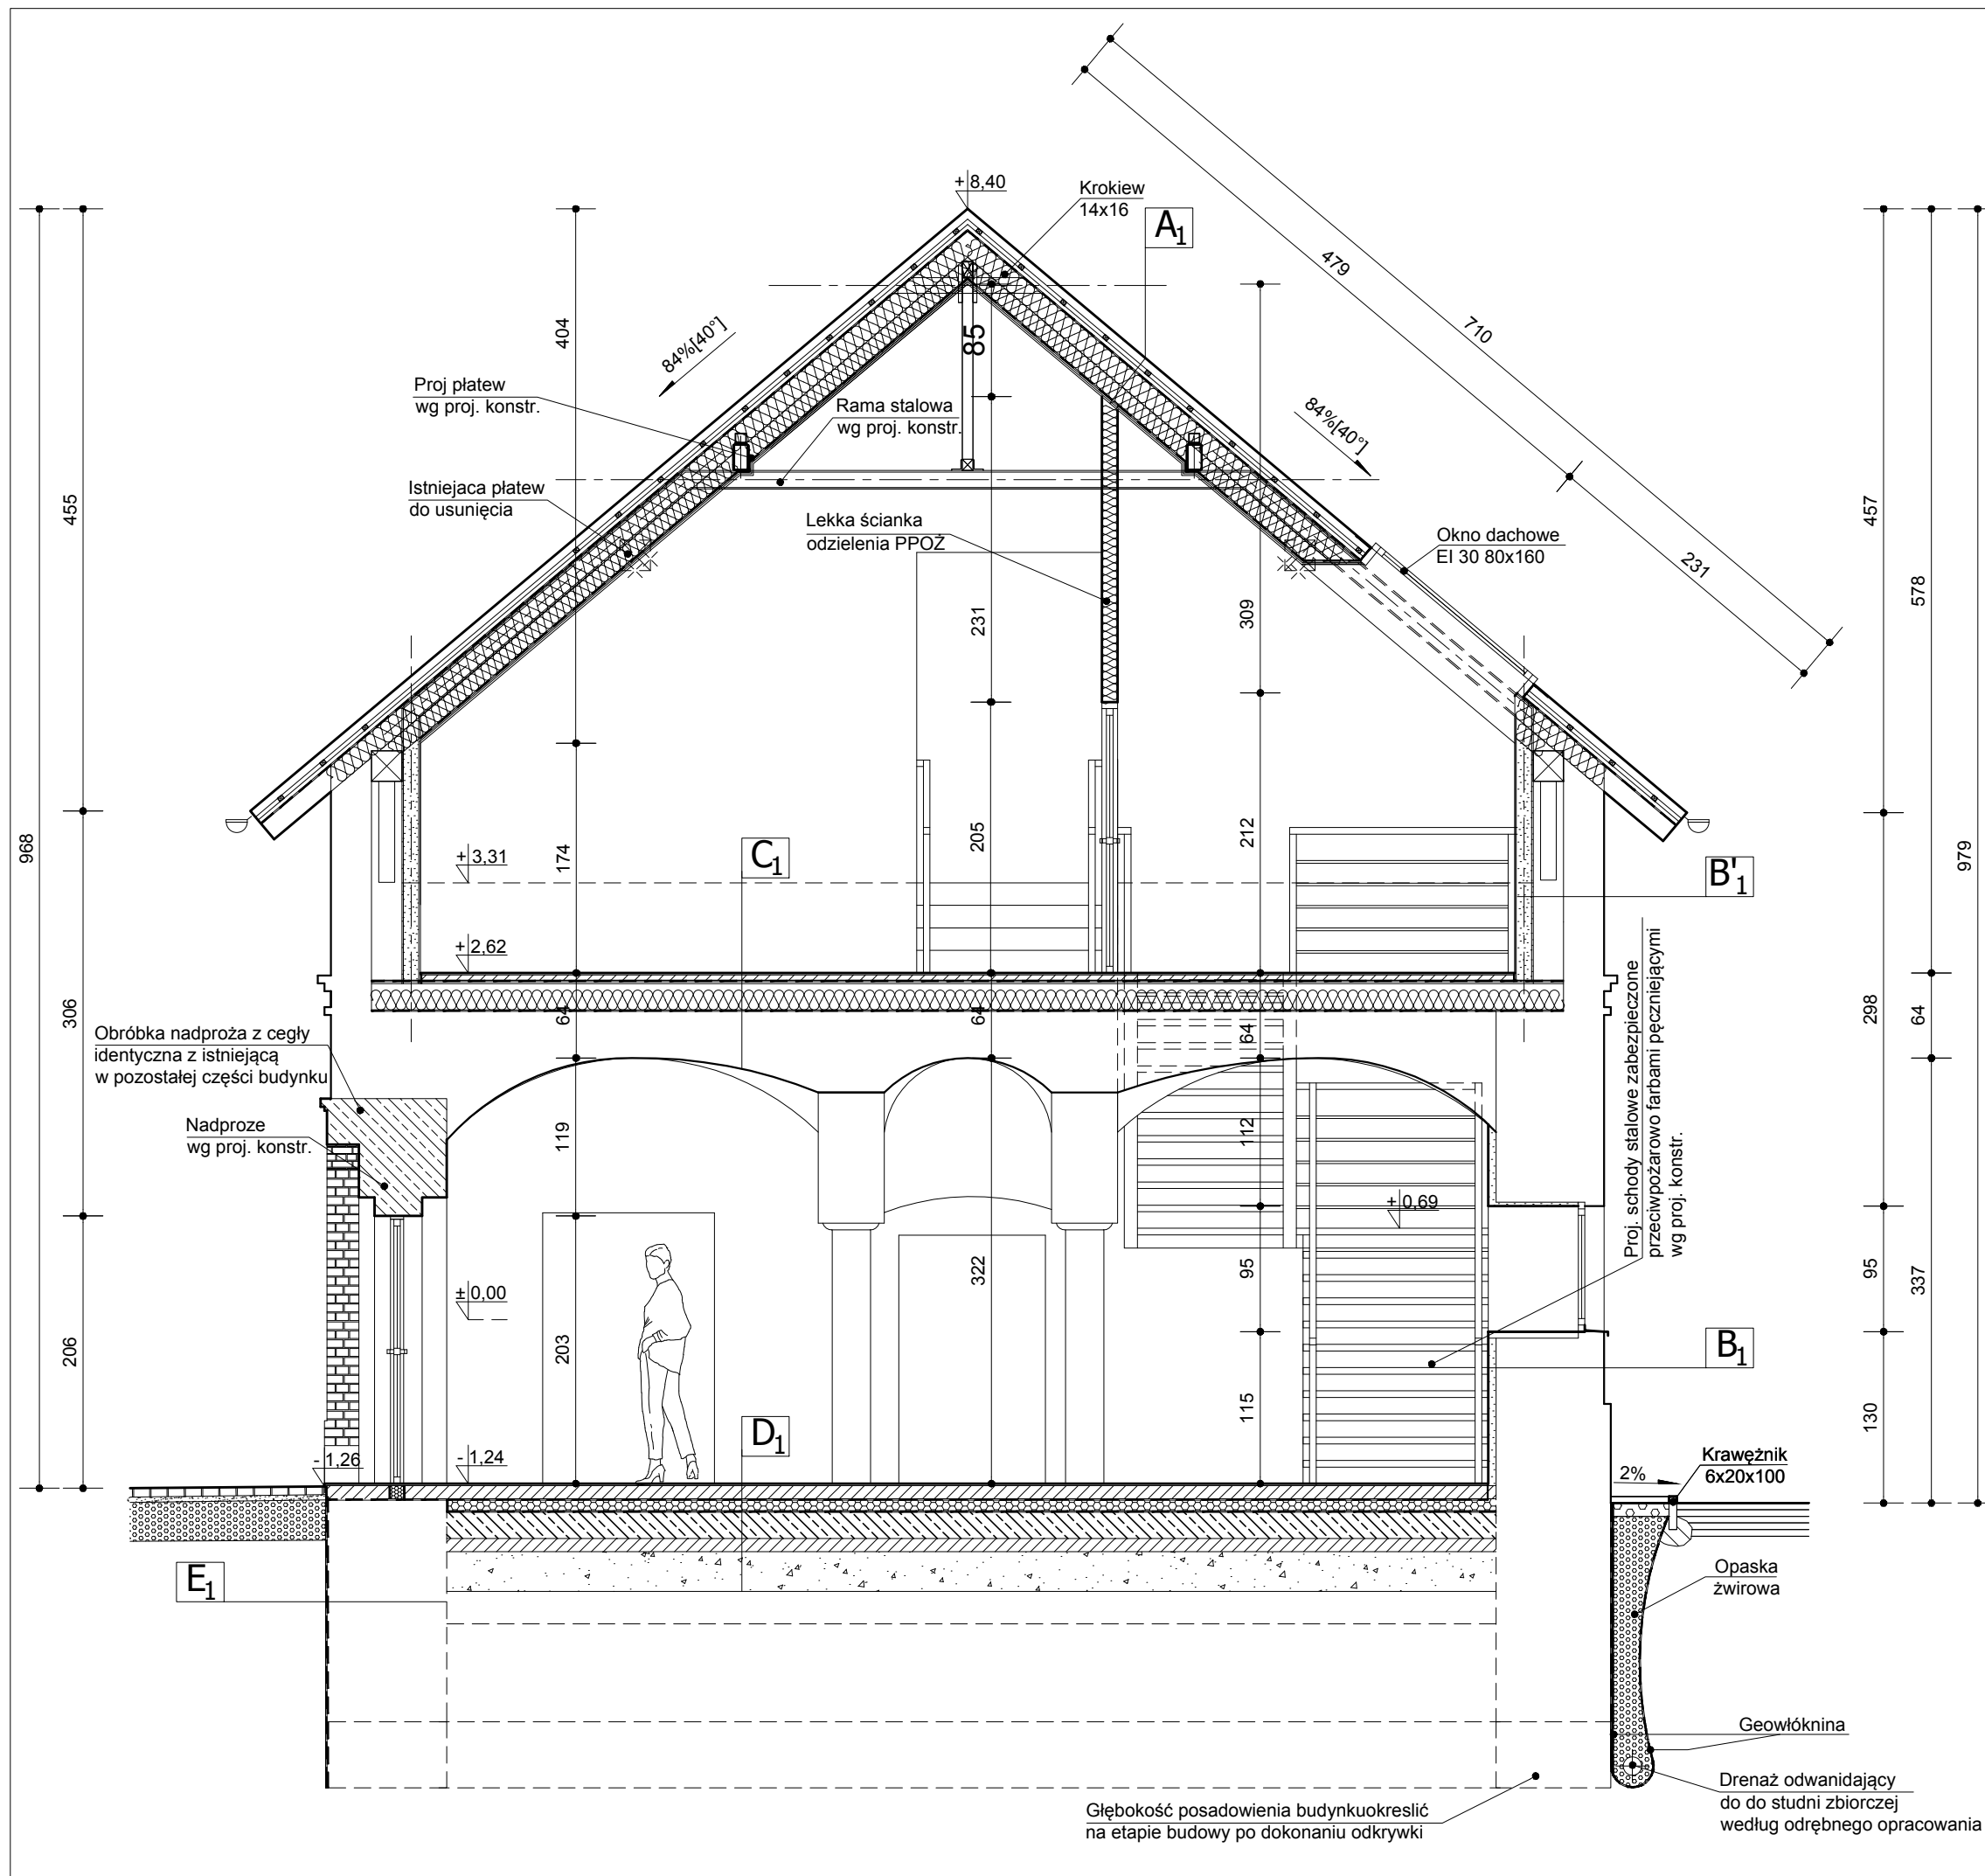 + 8,40
Krokiew
14x16
A1
479
710
231
404
85
84%[40°]
84%[40°]
Proj płatew
wg proj. konstr.
Rama stalowa
wg proj. konstr.
Istniejaca płatew
do usunięcia
Lekka ścianka
odzielenia PPOŻ
Okno dachowe
EI 30 80x160
455
457
578
231
309
968
979
+ 3,31
174
C1
205
212
B'1
+ 2,62
306
64
64
64
298
64
Obróbka nadproża z cegły
identyczna z istniejącą
w pozostałej części budynku
Nadproze
wg proj. konstr.
119
112
+ 0,69
Proj. schody stalowe zabezpieczone
przeciwpożarowo farbami pęczniejącymi
wg proj. konstr.
± 0,00
322
95
95
337
206
203
B1
115
130
D1
- 1,26
- 1,24
2%
Krawężnik
6x20x100
E1
Opaska
żwirowa
Geowłóknina
Drenaż odwanidający
do do studni zbiorczej
według odrębnego opracowania
Głębokość posadowienia budynkuokreslić
na etapie budowy po dokonaniu odkrywki